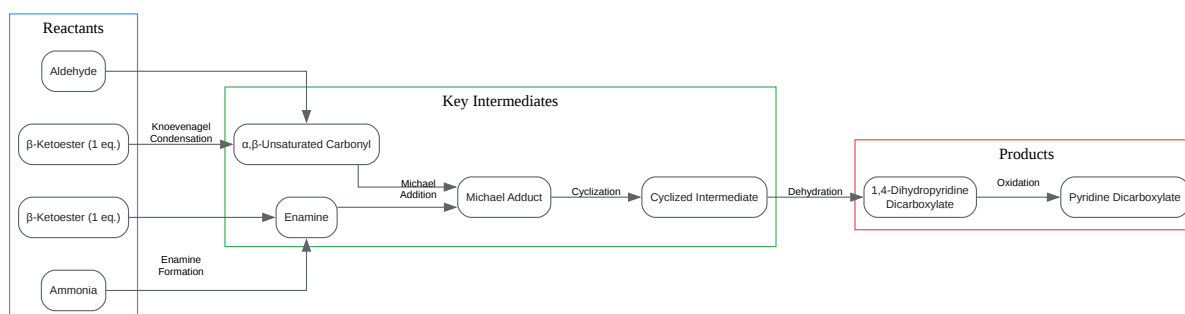 Reactants
Aldehyde
Key Intermediates
Knoevenagel
Condensation
β-Ketoester (1 eq.)
α,β-Unsaturated Carbonyl
Products
Michael
Addition
Michael Adduct
Cyclization
Cyclized Intermediate
Dehydration
1,4-Dihydropyridine
Dicarboxylate
Oxidation
Pyridine Dicarboxylate
β-Ketoester (1 eq.)
Enamine
Enamine
Formation
Ammonia